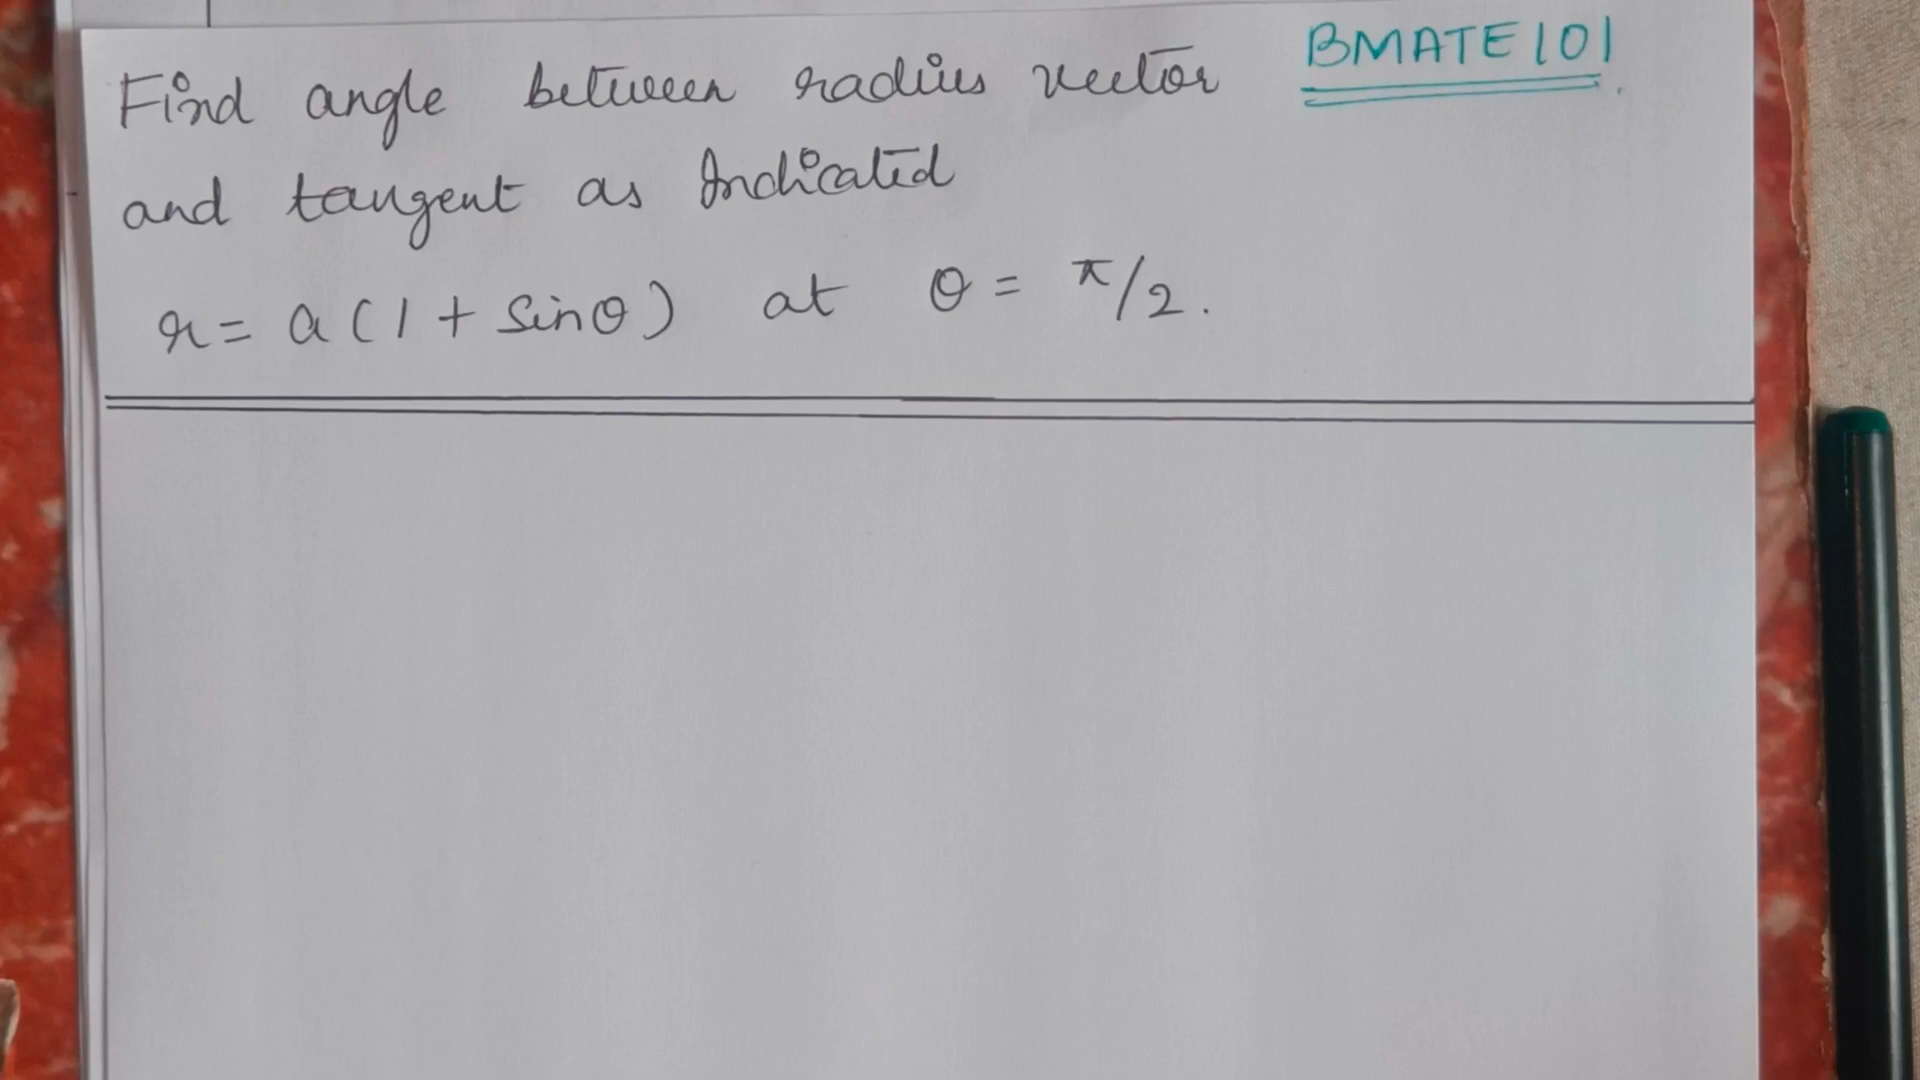 Find angle between radius vector BMATE101
and tangent as Indicated
r = a(1 + sinθ) at θ = π/2.